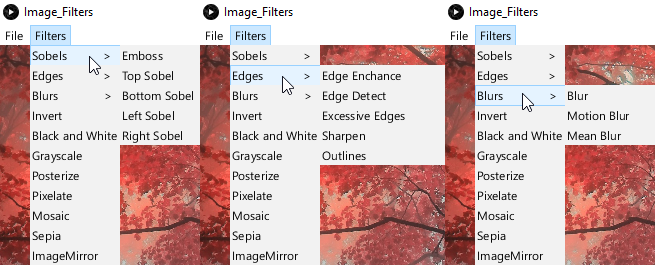 Image_Filters
File Filters
Sobels > Emboss
Edges > Top Sobel
Blurs > Bottom Sobel
Invert Left Sobel
Black and White Right Sobel
Grayscale
Posterize
Pixelate
Mosaic
Sepia
ImageMirror
Image_Filters
File Filters
Sobels >
Edges > Edge Enchance
Blurs > Edge Detect
Invert Excessive Edges
Black and White Sharpen
Grayscale Outlines
Posterize
Pixelate
Mosaic
Sepia
ImageMirror
Image_Filters
File Filters
Sobels >
Edges >
Blurs > Blur
Invert Motion Blur
Black and White Mean Blur
Grayscale
Posterize
Pixelate
Mosaic
Sepia
ImageMirror